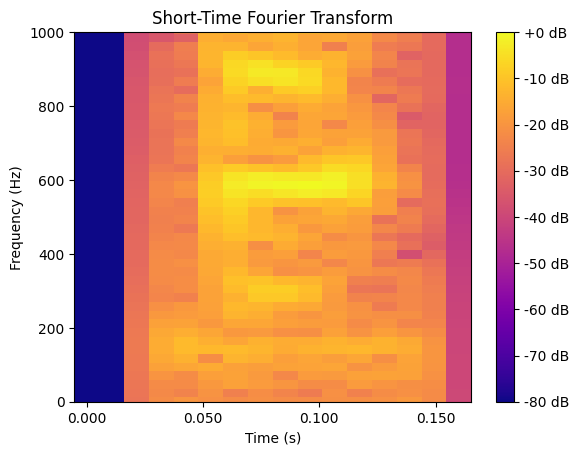 Short-Time Fourier Transform
1000
800
600
400
200
0
Frequency (Hz)
0.000
0.050
0.100
0.150
Time (s)
+0 dB
-10 dB
-20 dB
-30 dB
-40 dB
-50 dB
-60 dB
-70 dB
-80 dB